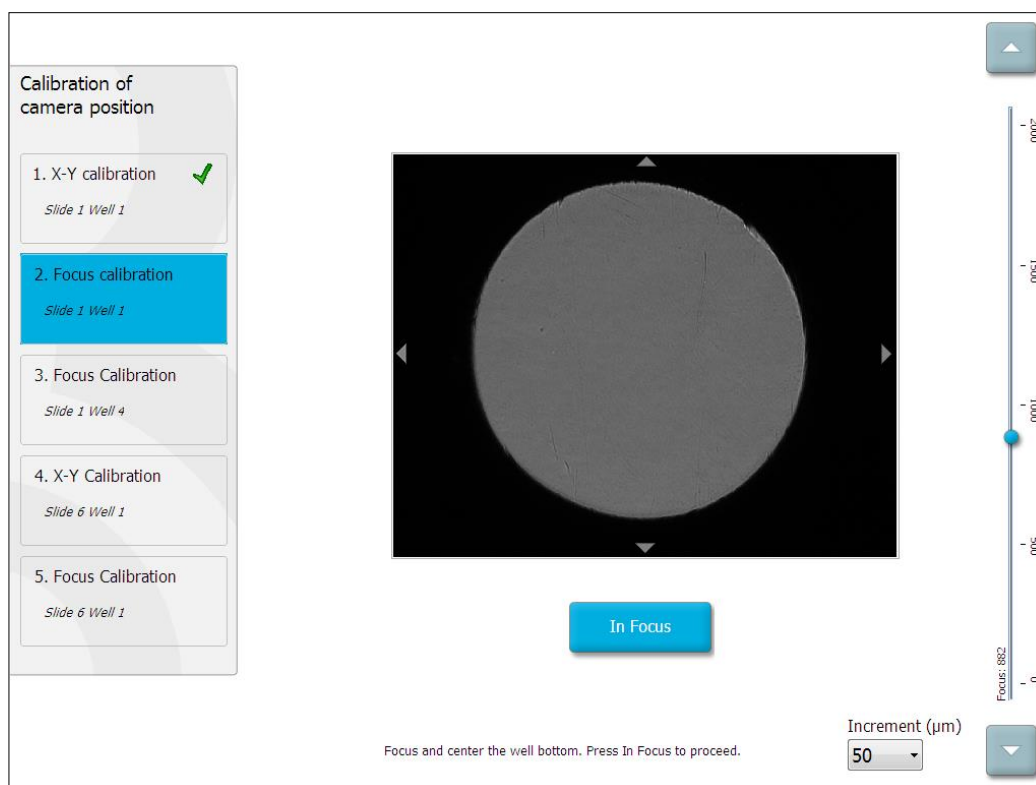 Calibration of
camera position
1. X-Y calibration
Slide 1 Well 1
2. Focus calibration
Slide 1 Well 1
3. Focus Calibration
Slide 1 Well 4
4. X-Y Calibration
Slide 6 Well 1
5. Focus Calibration
Slide 6 Well 1
In Focus
Focus and center the well bottom. Press In Focus to proceed.
Increment (µm)
50
2000
1500
1000
500
0
Focus: 882